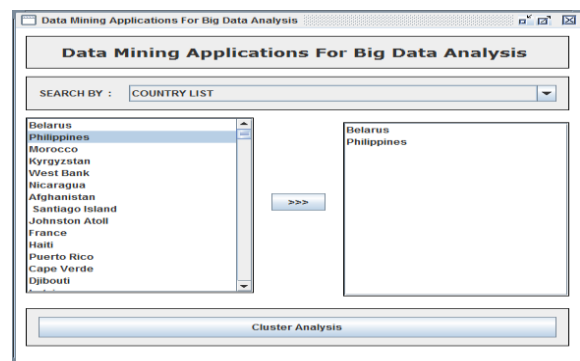 Data Mining Applications For Big Data Analysis
Data Mining Applications For Big Data Analysis
SEARCH BY : COUNTRY LIST
Belarus
Philippines
Morocco
Kyrgyzstan
West Bank
Nicaragua
Afghanistan
Santiago Island
Johnston Atoll
France
Haiti
Puerto Rico
Cape Verde
Djibouti
>>>
Belarus
Philippines
Cluster Analysis